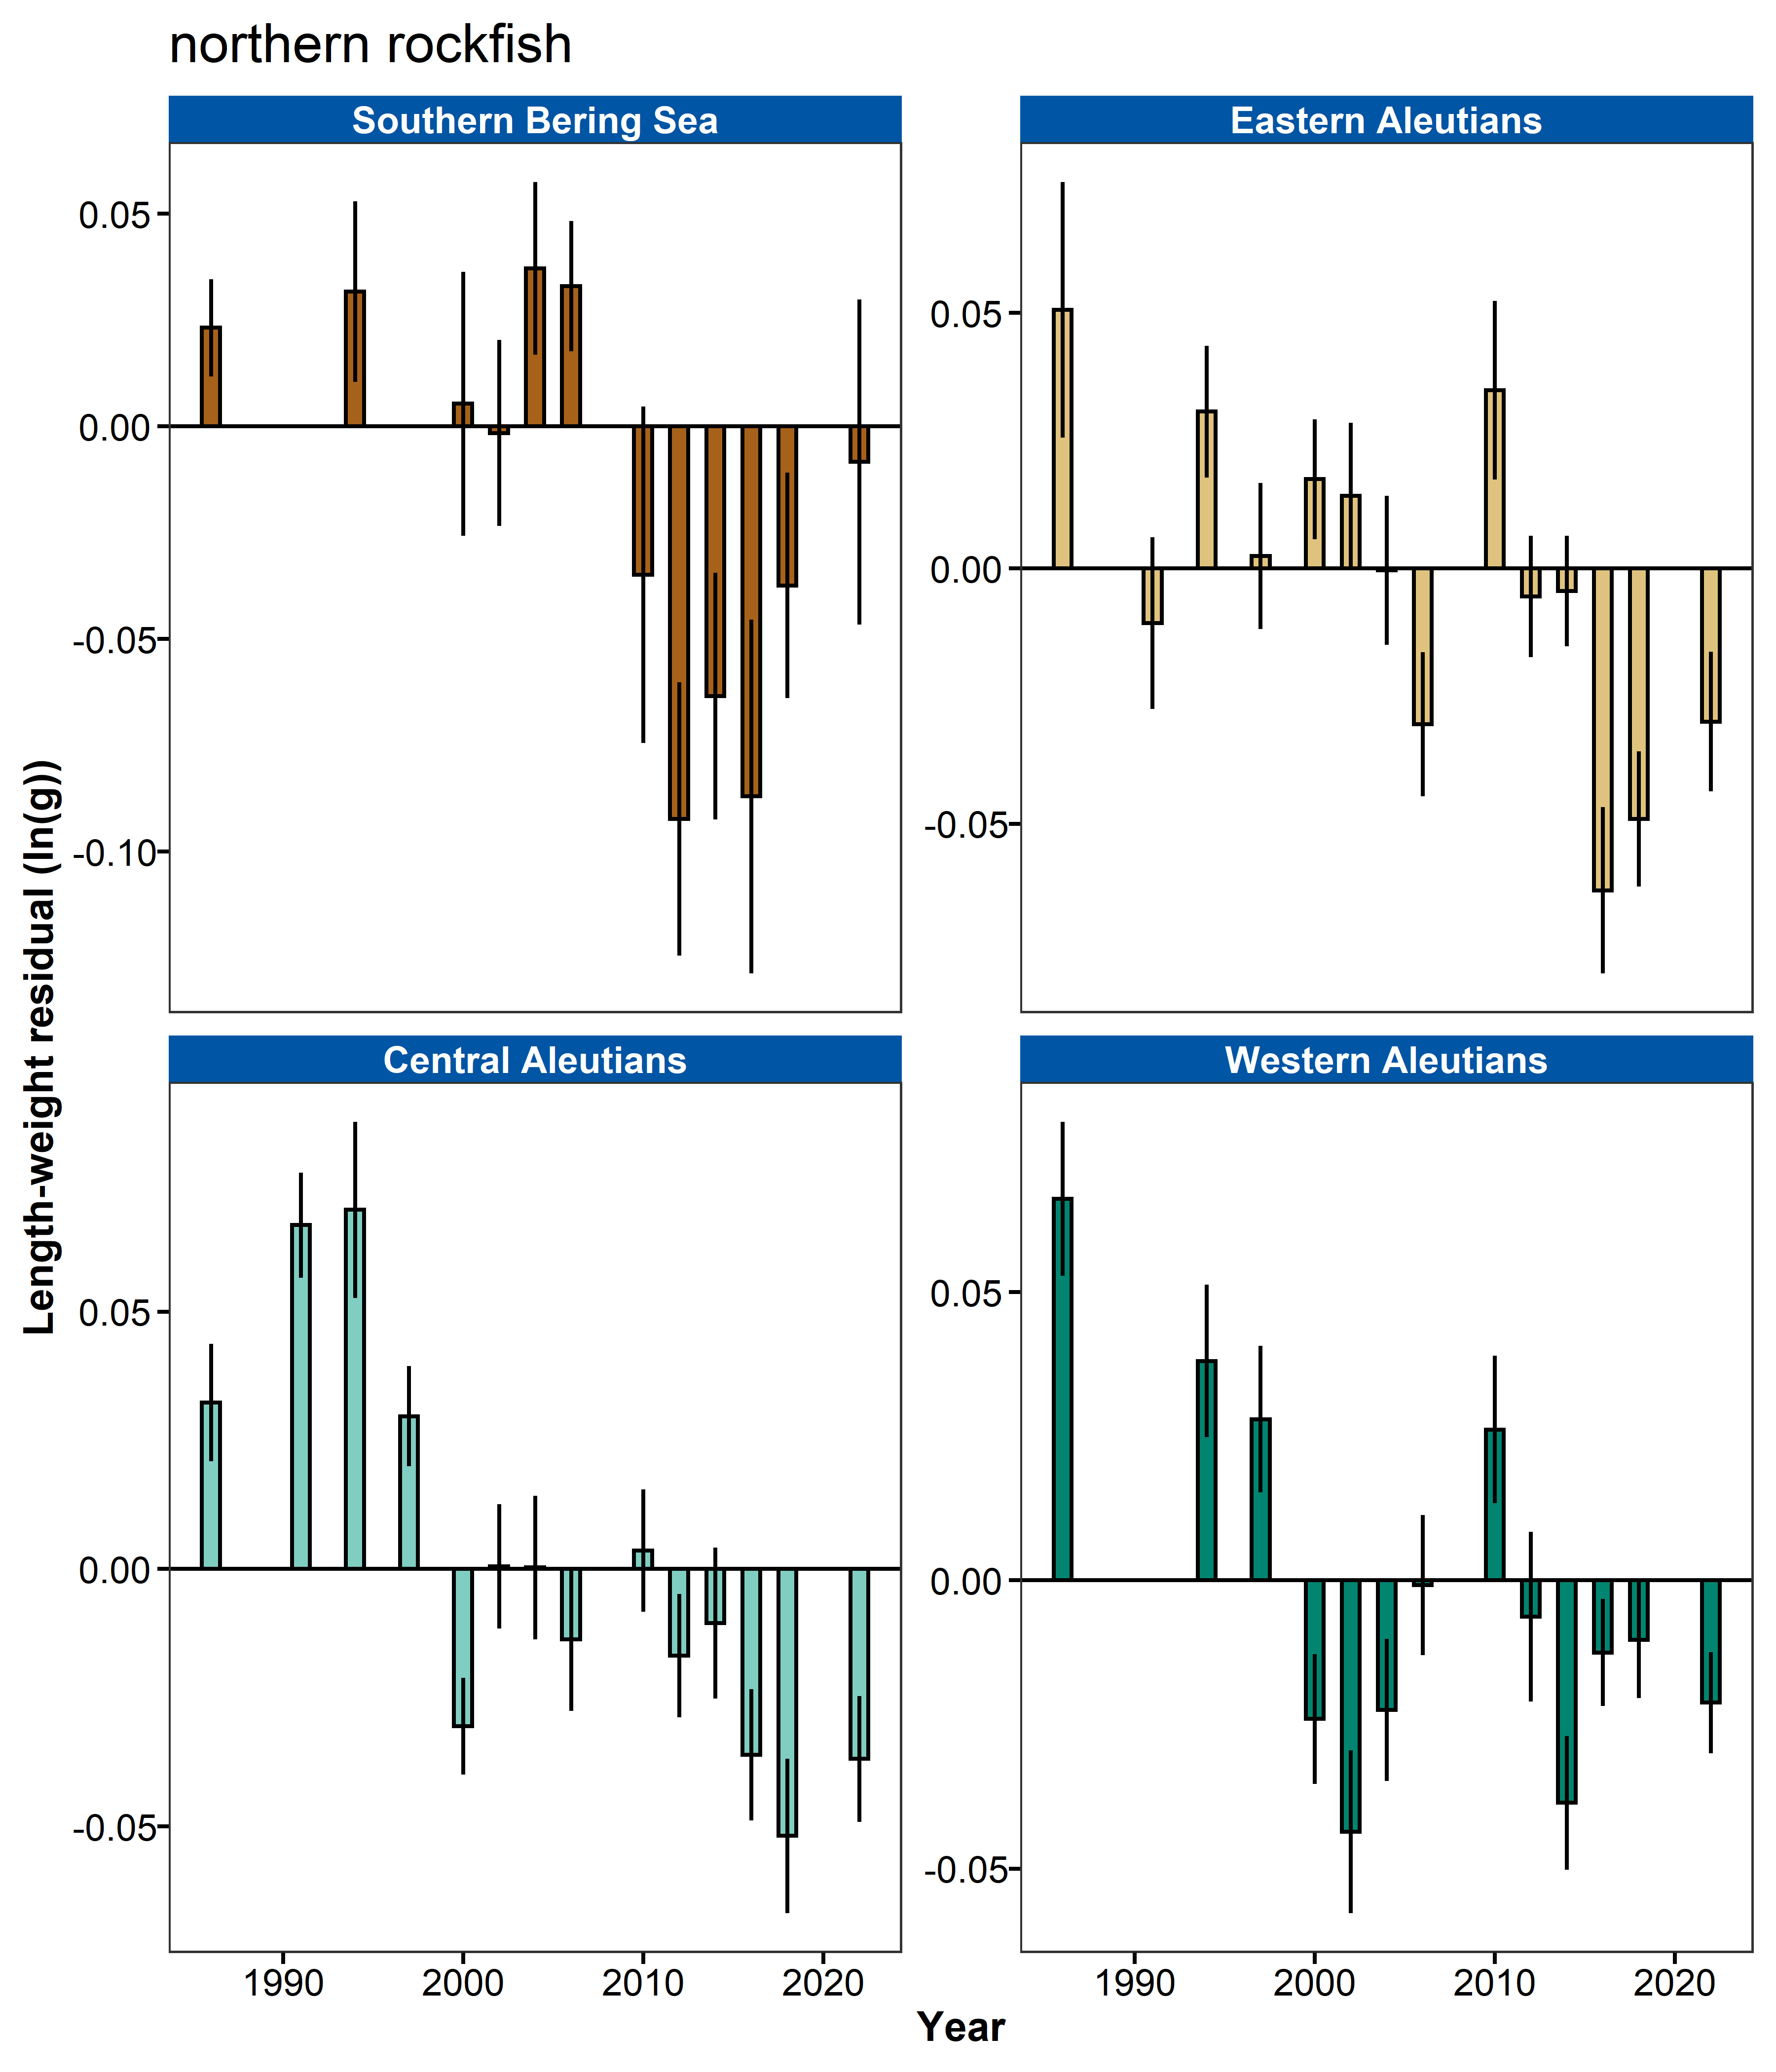 northern rockfish
Southern Bering Sea
Eastern Aleutians
0.05
0.00
-0.05
-0.10
0.05
0.00
-0.05
Length-weight residual (ln(g))
Central Aleutians
Western Aleutians
0.05
0.00
-0.05
0.05
0.00
-0.05
1990 2000 2010 2020
1990 2000 2010 2020
Year